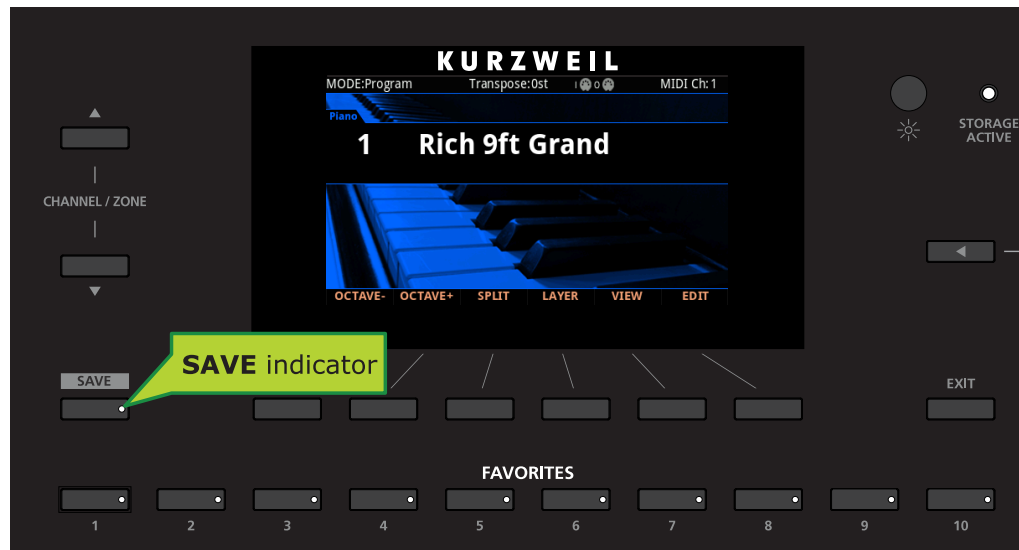 KURZWEIL
MODE:Program Transpose:0st I O MIDI Ch:1
Piano
1 Rich 9ft Grand
OCTAVE- OCTAVE+ SPLIT LAYER VIEW EDIT
STORAGE
ACTIVE
CHANNEL / ZONE
SAVE indicator
SAVE
EXIT
FAVORITES
1 2 3 4 5 6 7 8 9 10